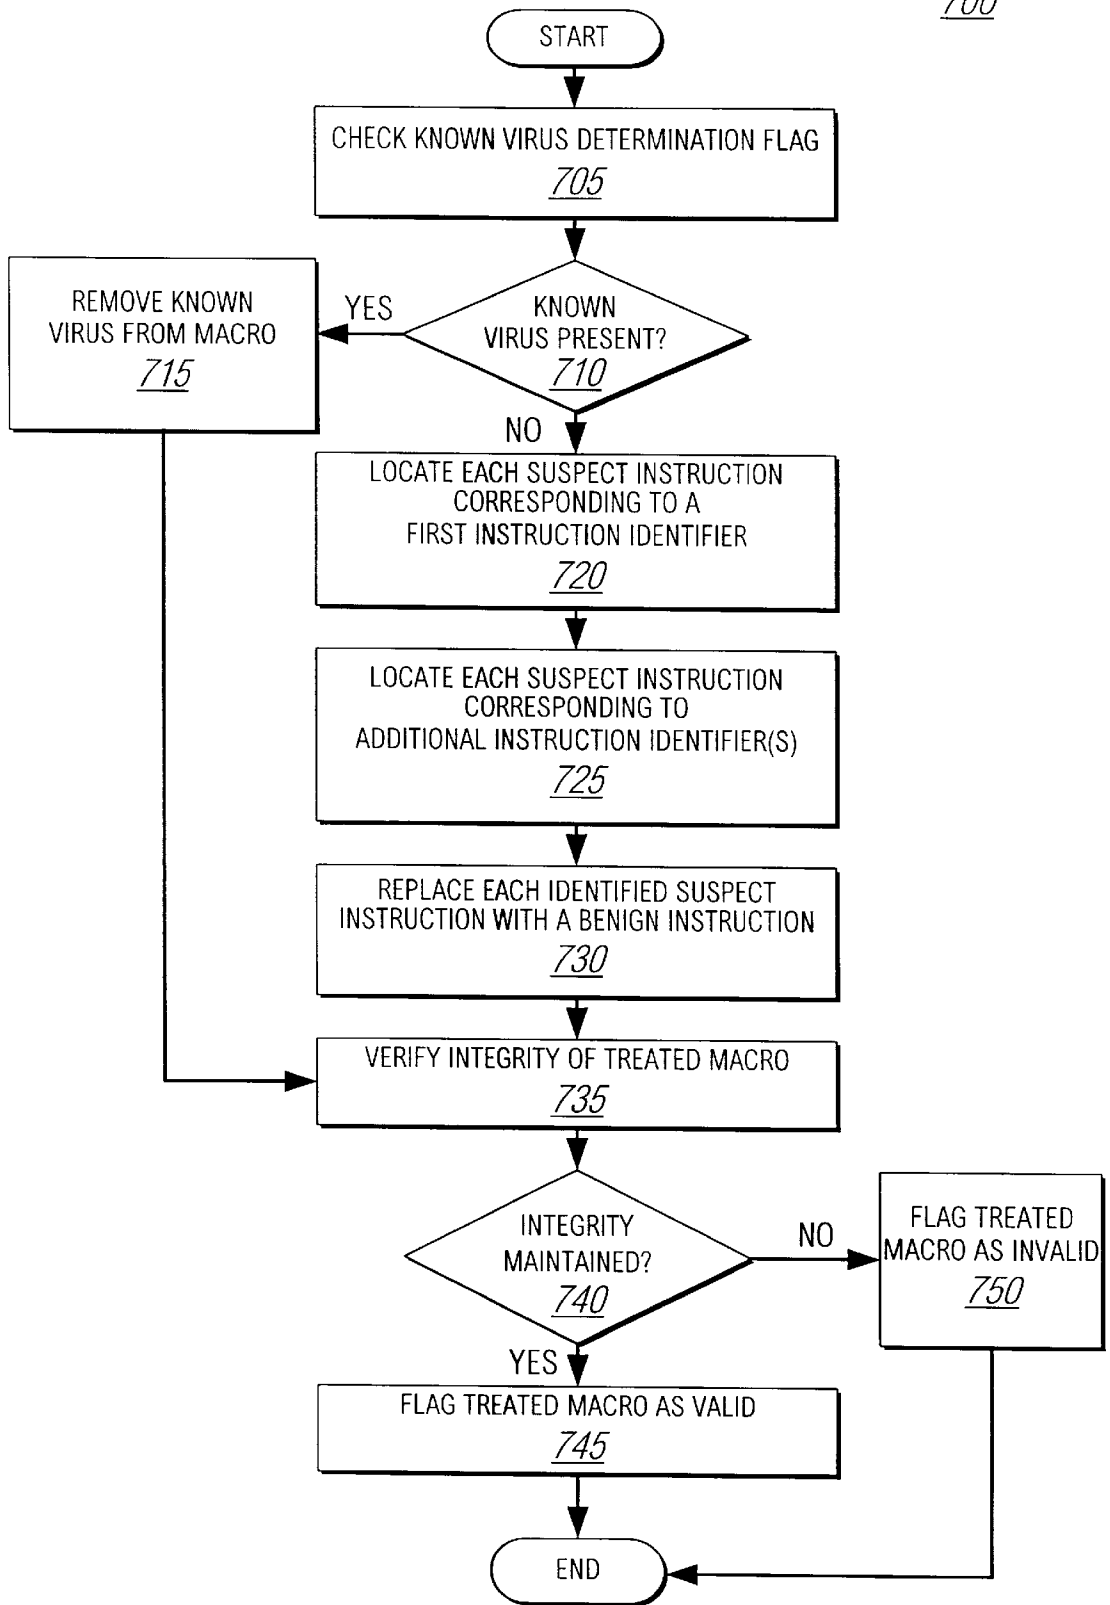 700
START
CHECK KNOWN VIRUS DETERMINATION FLAG
705
REMOVE KNOWN
VIRUS FROM MACRO
715
YES
KNOWN
VIRUS PRESENT?
710
NO
LOCATE EACH SUSPECT INSTRUCTION
CORRESPONDING TO A
FIRST INSTRUCTION IDENTIFIER
720
LOCATE EACH SUSPECT INSTRUCTION
CORRESPONDING TO
ADDITIONAL INSTRUCTION IDENTIFIER(S)
725
REPLACE EACH IDENTIFIED SUSPECT
INSTRUCTION WITH A BENIGN INSTRUCTION
730
VERIFY INTEGRITY OF TREATED MACRO
735
INTEGRITY
MAINTAINED?
740
NO
FLAG TREATED
MACRO AS INVALID
750
YES
FLAG TREATED MACRO AS VALID
745
END